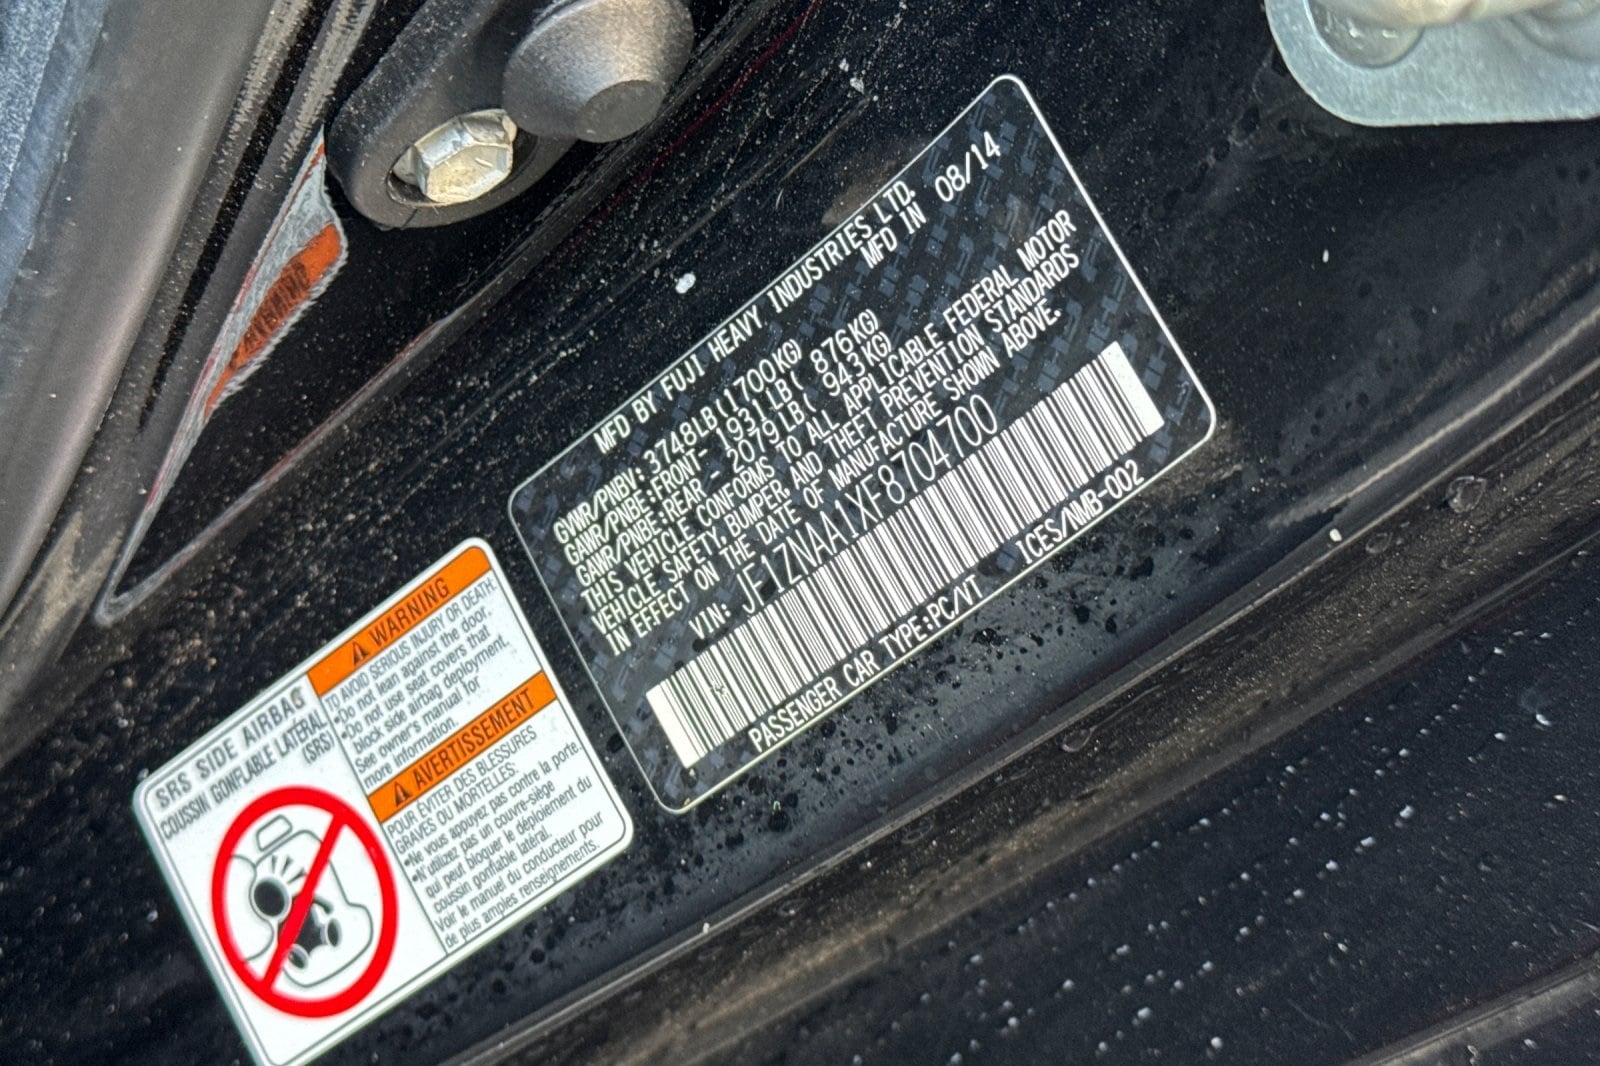 MFD BY FUJI HEAVY INDUSTRIES LTD.
MFD IN 08/14
GVWR/PNBV: 3748LB(1700KG)
GAWR/PNBE:FRONT- 1931LB( 876KG)
GAWR/PNBE:REAR - 2079LB( 943KG)
THIS VEHICLE CONFORMS TO ALL APPLICABLE FEDERAL MOTOR
VEHICLE SAFETY, BUMPER, AND THEFT PREVENTION STANDARDS
IN EFFECT ON THE DATE OF MANUFACTURE SHOWN ABOVE.
VIN: JF1ZNAA1XF8704700
PASSENGER CAR TYPE:PC/VT ICES/NMB-002
SRS SIDE AIRBAG
COUSSIN GONFLABLE LATÉRAL
(SRS)
WARNING
TO AVOID SERIOUS INJURY OR DEATH:
•Do not lean against the door.
•Do not use seat covers that
block side airbag deployment.
See owner's manual for
more information.
AVERTISSEMENT
POUR ÉVITER DES BLESSURES
GRAVES OU MORTELLES:
•Ne vous appuyez pas contre la porte.
•N'utilisez pas un couvre-siège
qui peut bloquer le déploiement du
coussin gonflable latéral.
Voir le manuel du conducteur pour
de plus amples renseignements.